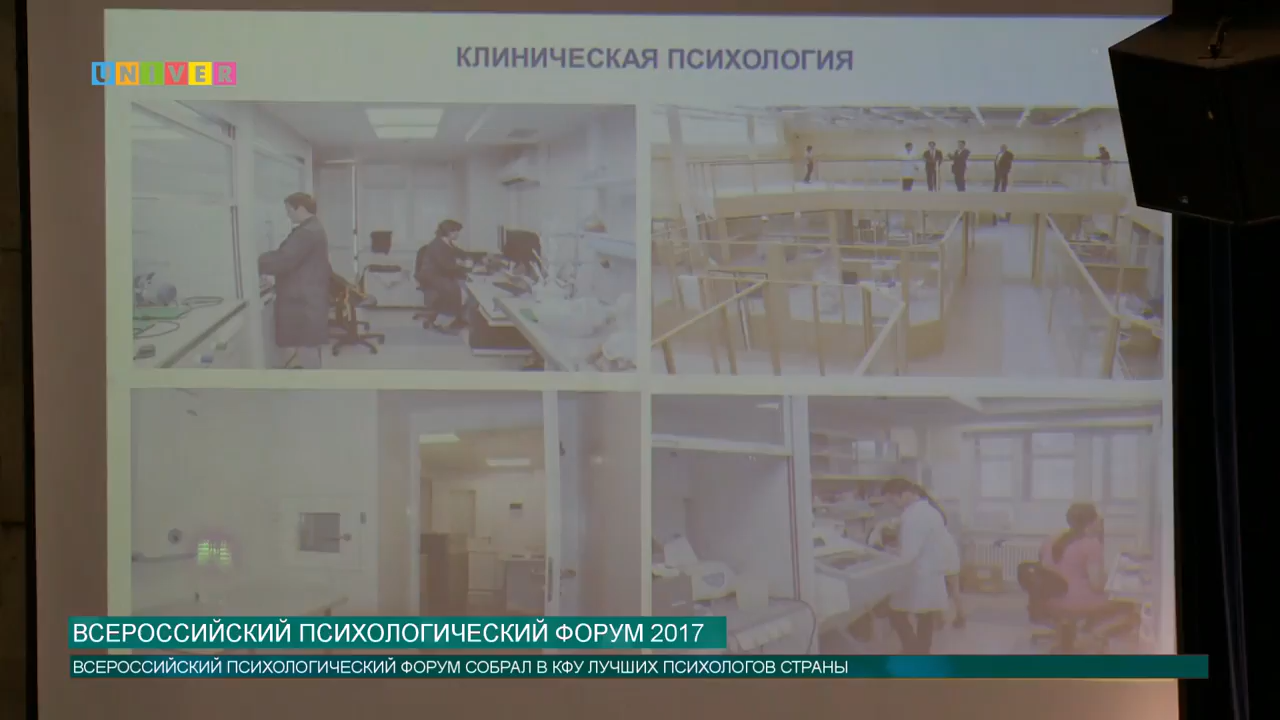 КЛИНИЧЕСКАЯ ПСИХОЛОГИЯ
UNIVER
ВСЕРОССИЙСКИЙ ПСИХОЛОГИЧЕСКИЙ ФОРУМ 2017
ВСЕРОССИЙСКИЙ ПСИХОЛОГИЧЕСКИЙ ФОРУМ СОБРАЛ В КФУ ЛУЧШИХ ПСИХОЛОГОВ СТРАНЫ